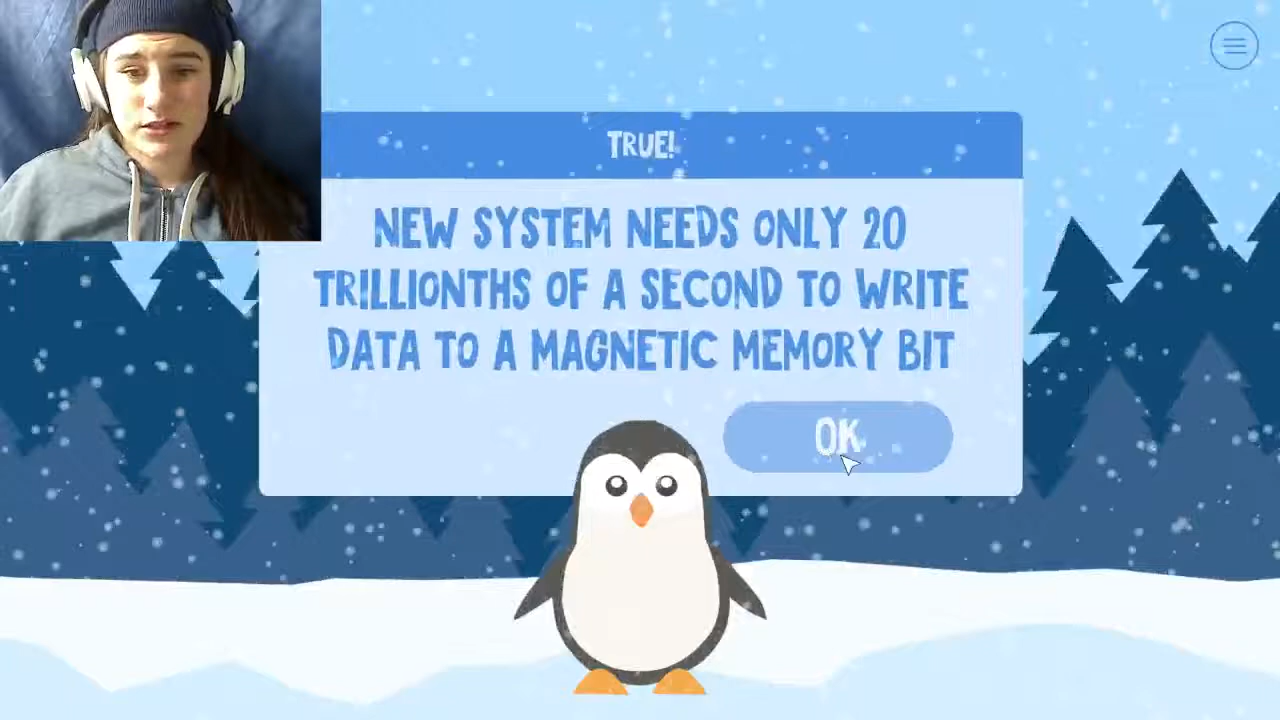 TRUE!
NEW SYSTEM NEEDS ONLY 20
TRILLIONTHS OF A SECOND TO WRITE
DATA TO A MAGNETIC MEMORY BIT
OK